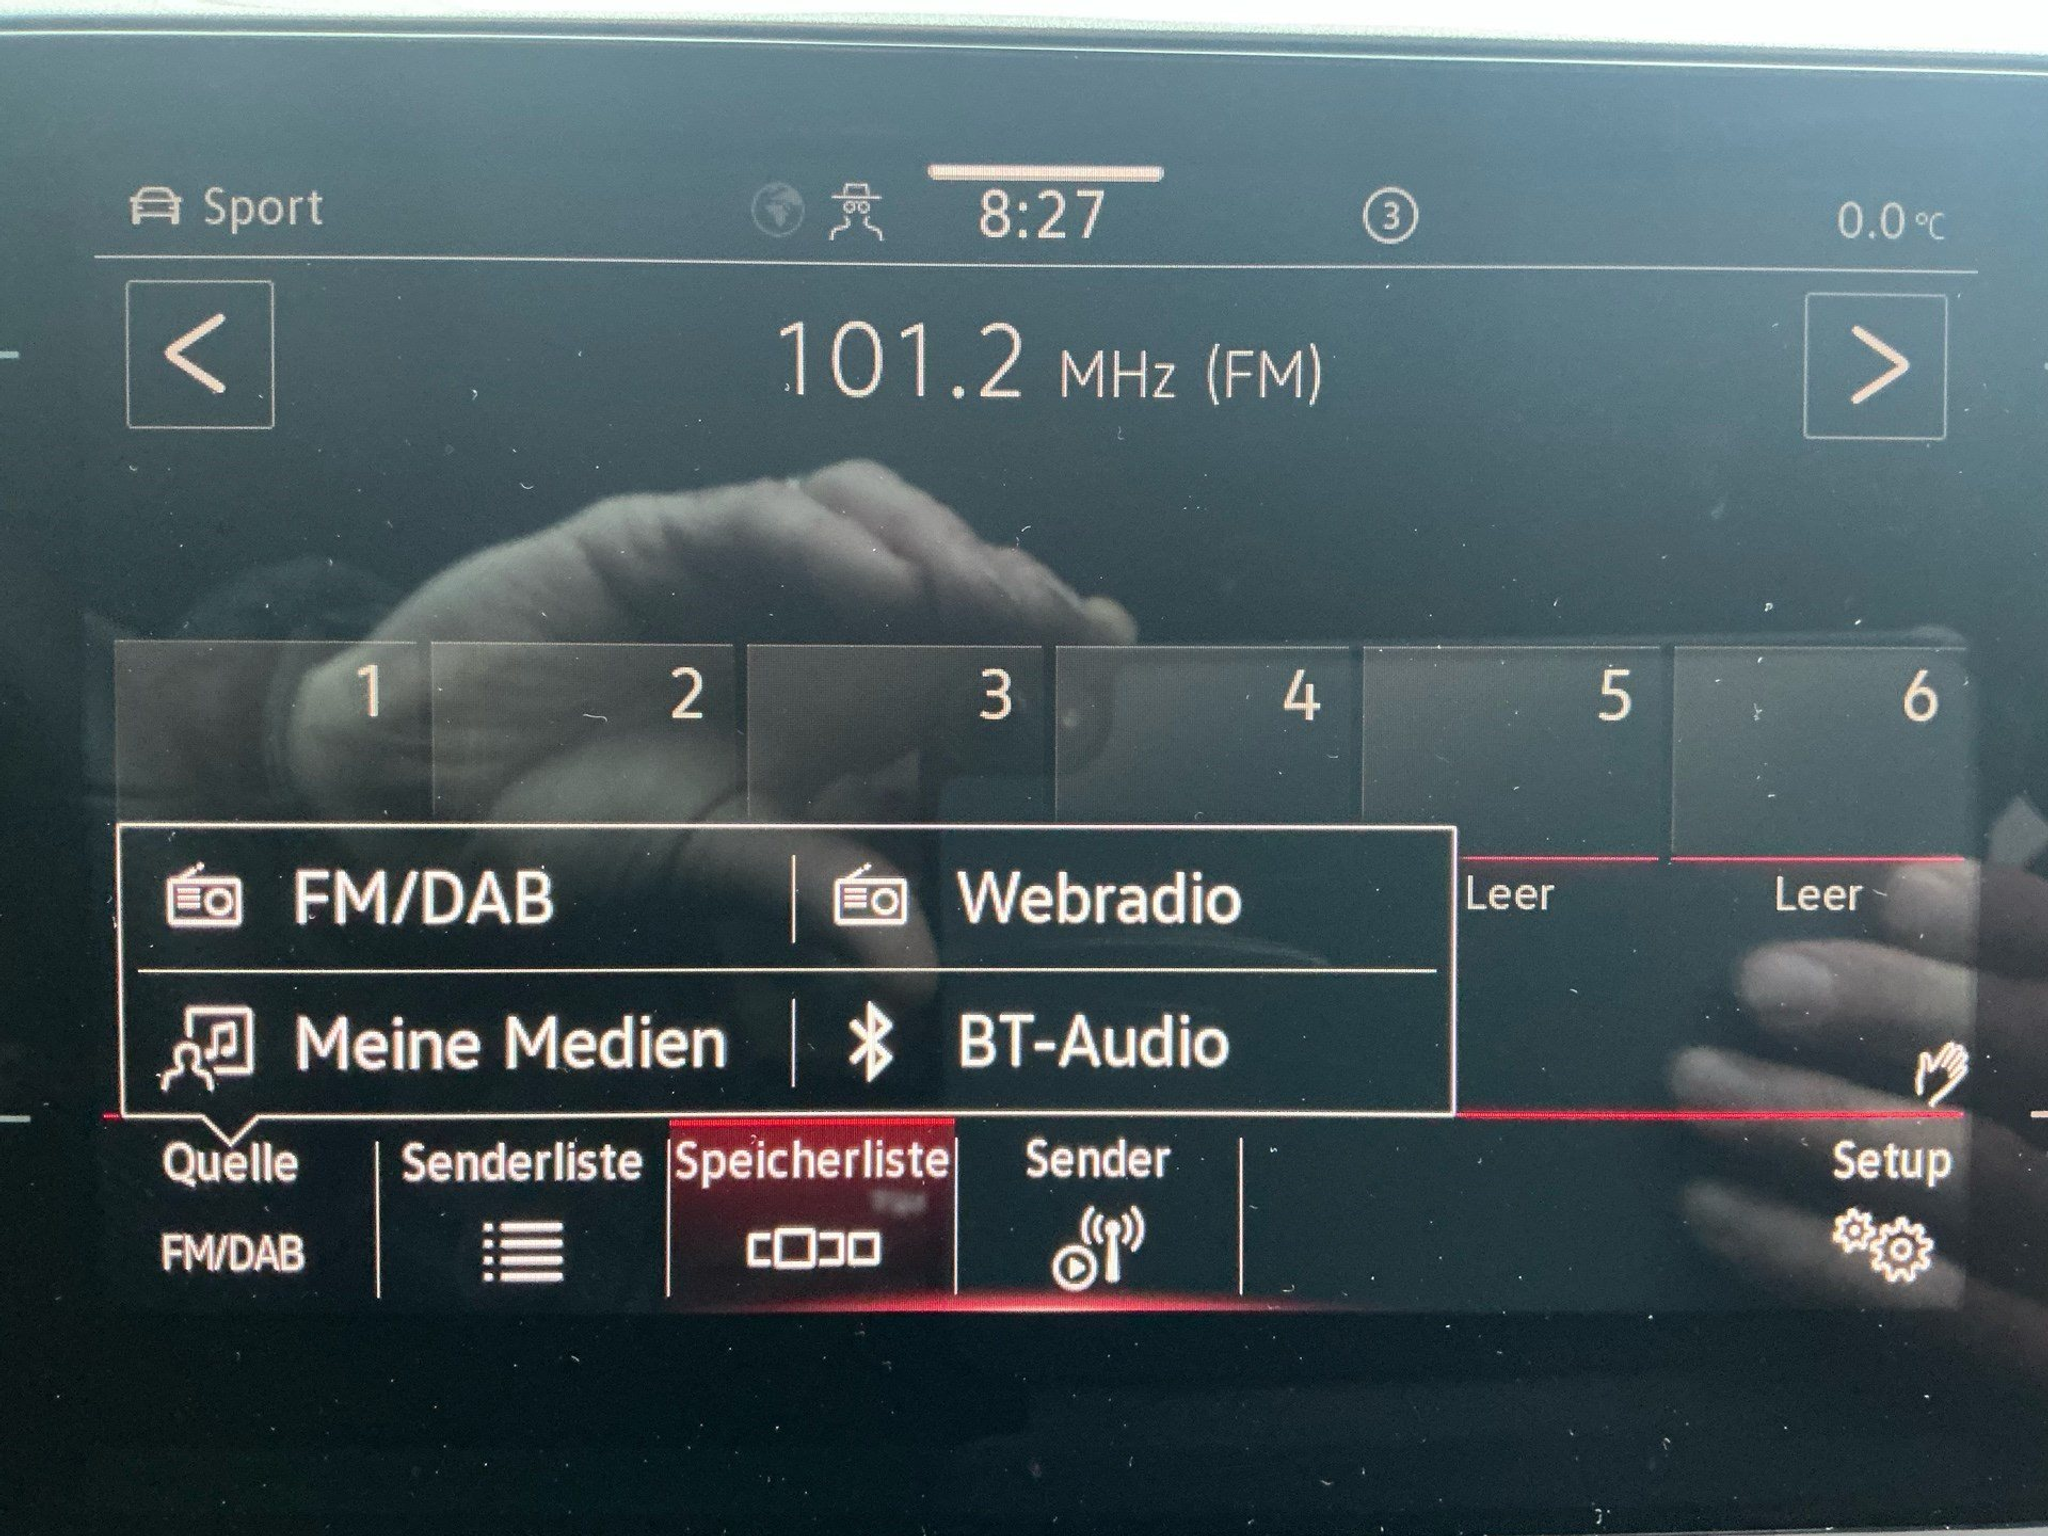 Sport 8:27 3 0.0 °C
< 101.2 MHz (FM) >
1 2 3 4 5 6
FM/DAB Webradio Leer Leer
Meine Medien BT-Audio
Quelle Senderliste Speicherliste Sender Setup
FM/DAB